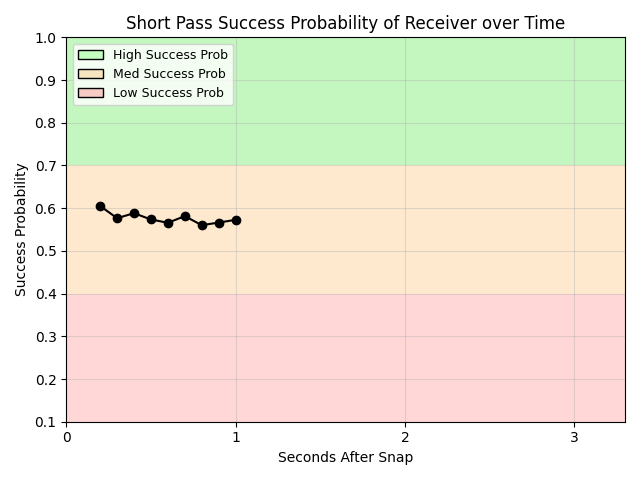 Short Pass Success Probability of Receiver over Time
1.0
High Success Prob
Med Success Prob
Low Success Prob
0.9
0.8
0.7
0.6
0.5
0.4
0.3
0.2
0.1
Success Probability
0 1 2 3
Seconds After Snap